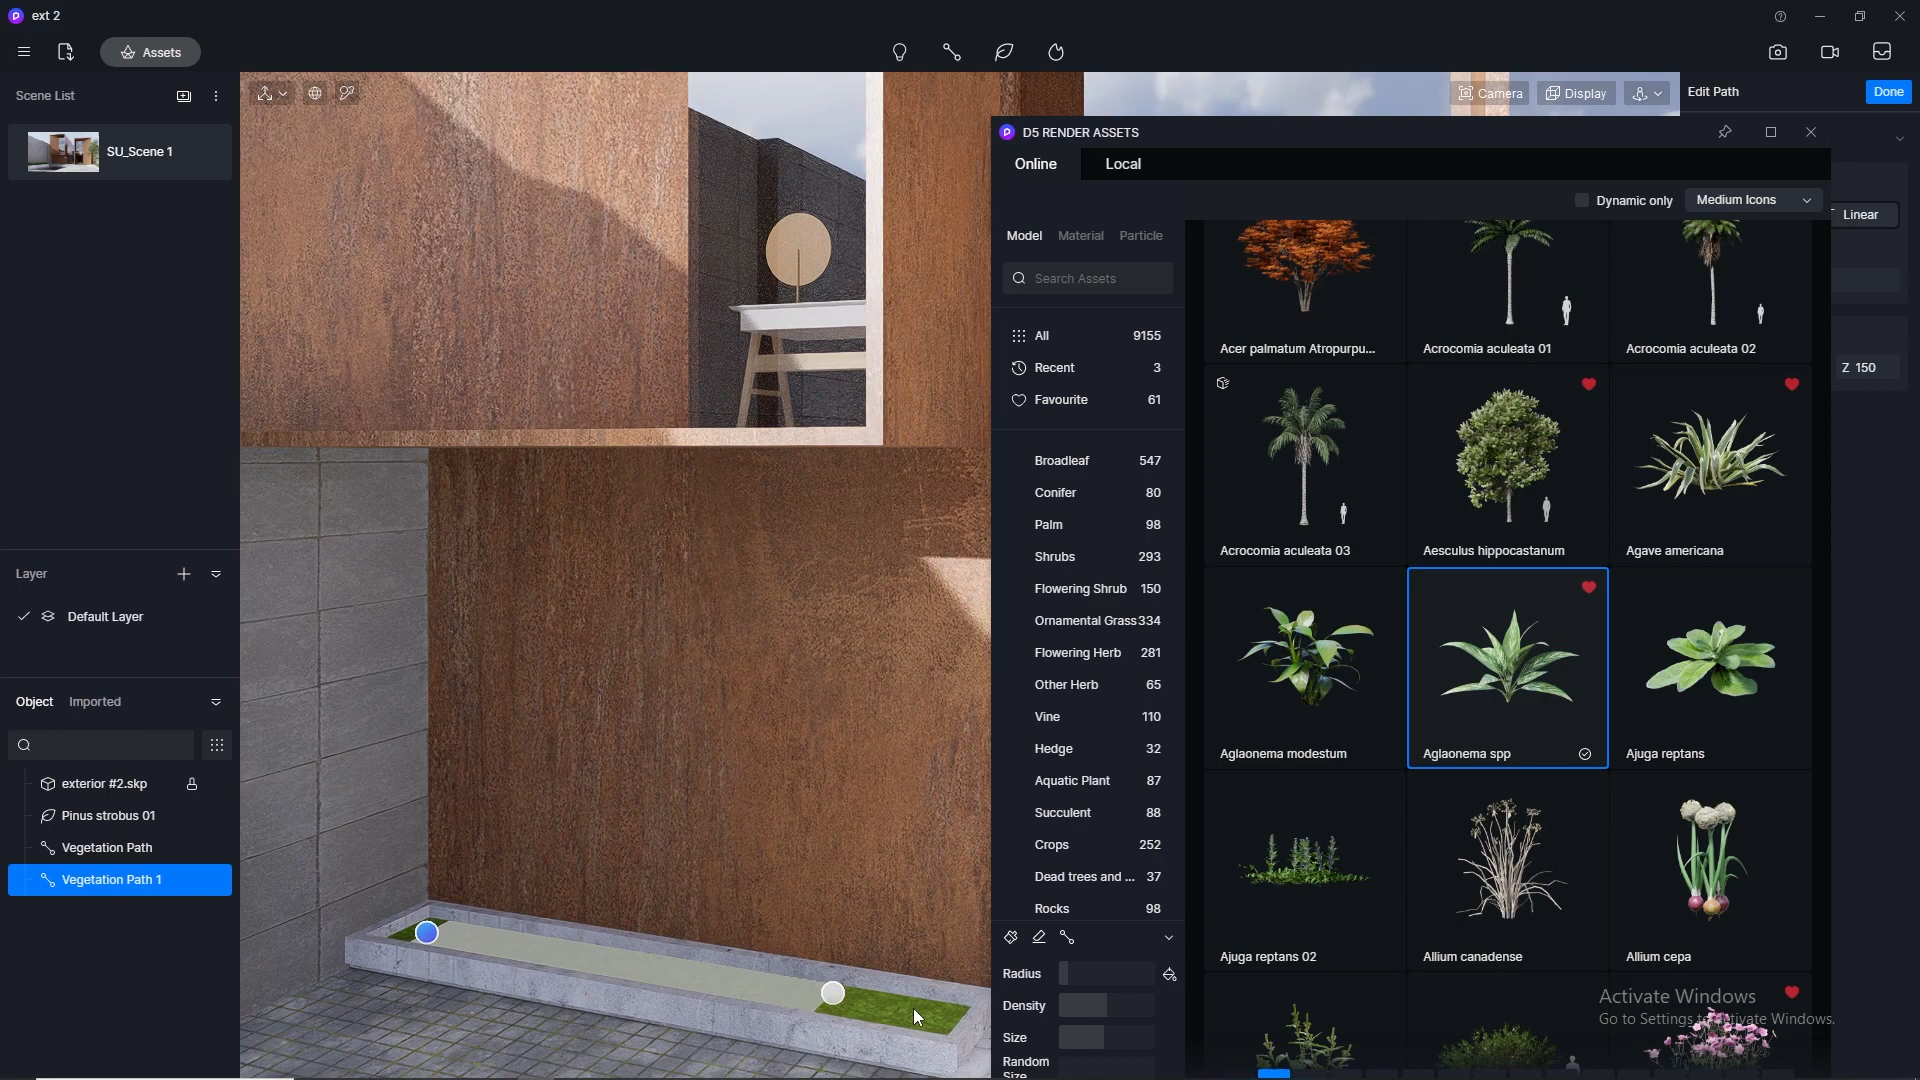 ext 2
Assets
Scene List
SU_Scene 1
Camera
Display
Edit Path
Done
D5 RENDER ASSETS
Online
Local
Dynamic only
Medium Icons
Linear
Model
Material
Particle
Search Assets
All 9155
Recent 3
Favourite 61
Broadleaf 547
Conifer 80
Palm 98
Shrubs 293
Flowering Shrub 150
Ornamental Grass 334
Flowering Herb 281
Other Herb 65
Vine 110
Hedge 32
Aquatic Plant 87
Succulent 88
Crops 252
Dead trees and ... 37
Rocks 98
Radius
Density
Size
Random
Size
Acer palmatum Atropurpu...
Acrocomia aculeata 01
Acrocomia aculeata 02
Z 150
Acrocomia aculeata 03
Aesculus hippocastanum
Agave americana
Aglaonema modestum
Aglaonema spp
Ajuga reptans
Ajuga reptans 02
Allium canadense
Allium cepa
Activate Windows
Go to Settings to activate Windows.
Layer
Default Layer
Object
Imported
exterior #2.skp
Pinus strobus 01
Vegetation Path
Vegetation Path 1